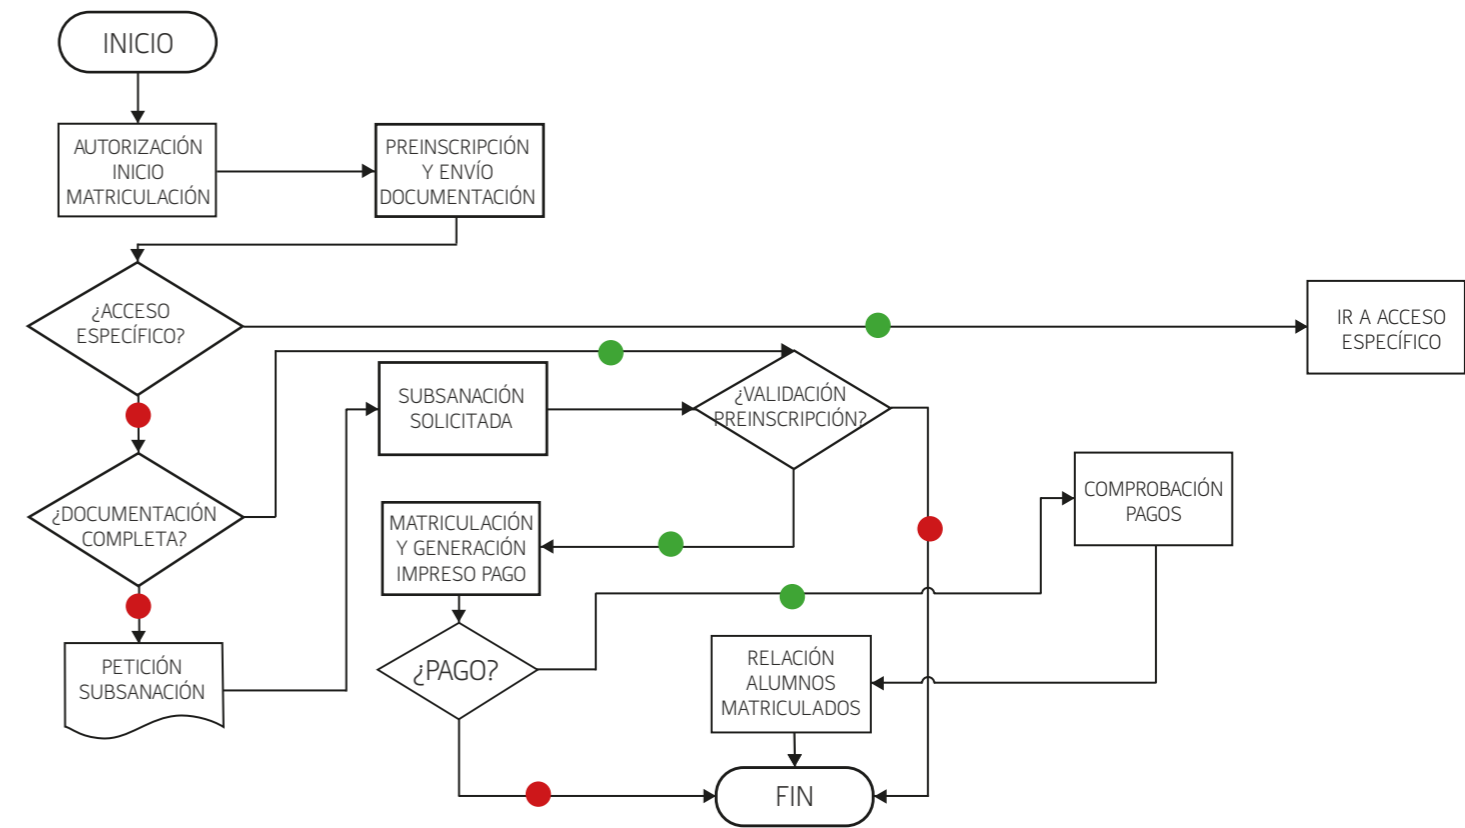 INICIO
AUTORIZACIÓN
INICIO
MATRICULACIÓN
PREINSCRIPCIÓN
Y ENVÍO
DOCUMENTACIÓN
¿ACCESO
ESPECÍFICO?
IR A ACCESO
ESPECÍFICO
SUBSANACIÓN
SOLICITADA
¿VALIDACIÓN
PREINSCRIPCIÓN?
¿DOCUMENTACIÓN
COMPLETA?
MATRICULACIÓN
Y GENERACIÓN
IMPRESO PAGO
COMPROBACIÓN
PAGOS
PETICIÓN
SUBSANACIÓN
¿PAGO?
RELACIÓN
ALUMNOS
MATRICULADOS
FIN